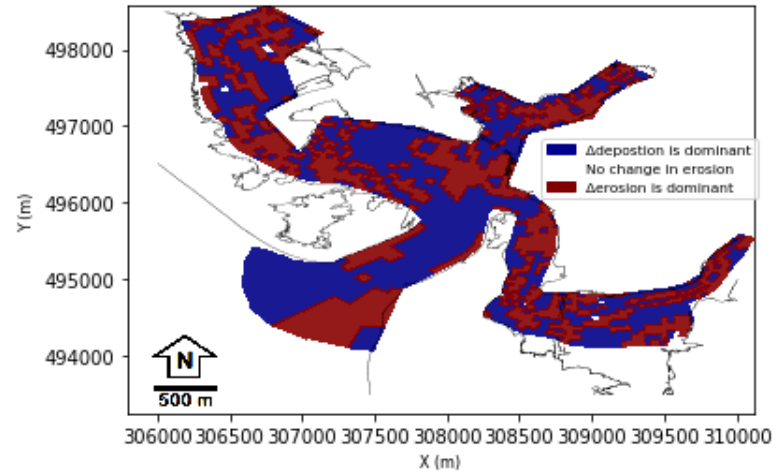 498000
497000
496000
495000
494000
Y (m)
Δdepostion is dominant
No change in erosion
Δerosion is dominant
N
500 m
306000 306500 307000 307500 308000 308500 309000 309500 310000
X (m)